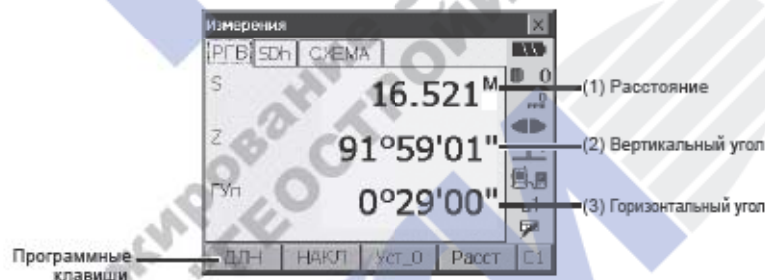 Измерения
РГВ SDh СХЕМА
S 16.521 M (1) Расстояние
Z 91°59'01" (2) Вертикальный угол
ГУп 0°29'00" (3) Горизонтальный угол
Программные клавиши
ДЛН НАКЛ Уст_0 Расст С1